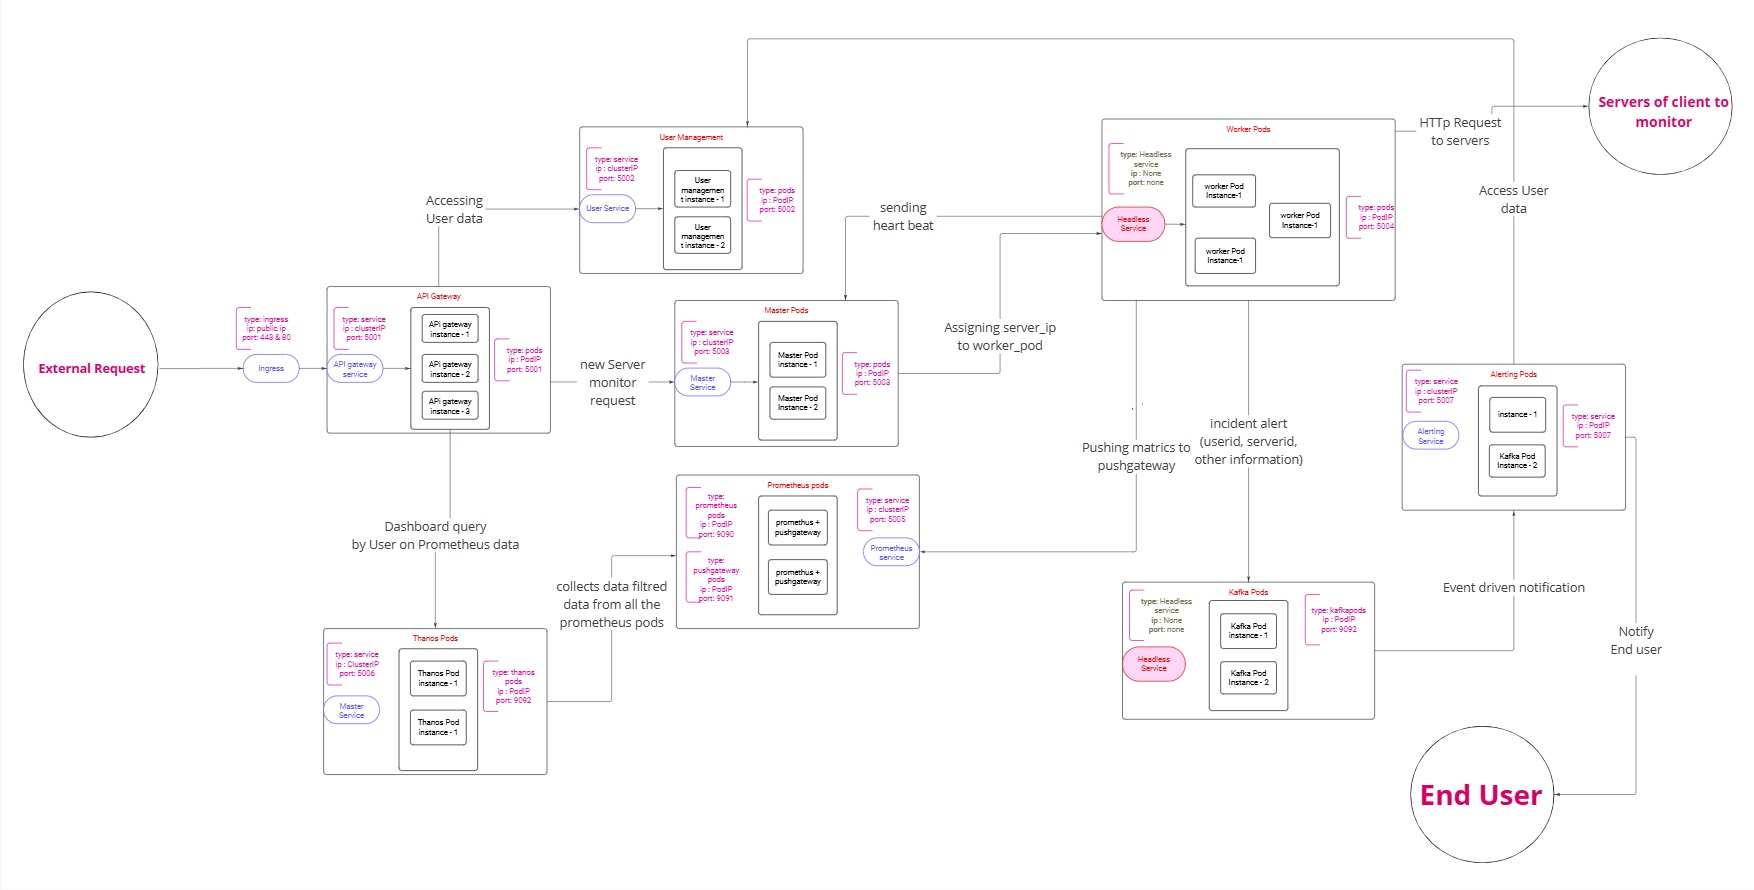 External Request
type: ingress
ip: public ip
port: 443 & 80
Ingress
API Gateway
type: service
ip : clusterIP
port: 5001
API gateway
service
APi gateway
instance - 1
APi gateway
instance - 2
APi gateway
instance - 3
type: pods
ip : PodIP
port: 5001
Accessing
User data
User Management
type: service
ip : clusterIP
port: 5002
User Service
User
managemen
t instance - 1
User
managemen
t instance - 2
type: pods
ip : PodIP
port: 5002
new Server
monitor
request
Master Pods
type: service
ip : clusterIP
port: 5003
Master
Service
Master Pod
instance - 1
Master Pod
Instance - 2
type: pods
ip : PodIP
port: 5003
sending
heart beat
Assigning server_ip
to worker_pod
Worker Pods
type: Headless
service
ip : None
port: none
Headless
Service
worker Pod
Instance-1
worker Pod
Instance-1
worker Pod
Instance-1
type: pods
ip : PodIP
port: 5004
HTTp Request
to servers
Servers of client to
monitor
Access User
data
Dashboard query
by User on Prometheus data
Thanos Pods
type: service
ip : ClusterIP
port: 5006
Master
Service
Thanos Pod
instance - 1
Thanos Pod
instance - 1
type: thanos
pods
ip : PodIP
port: 9092
collects data filtred
data from all the
prometheus pods
Prometheus pods
type:
prometheus
pods
ip : PodIP
port: 9090
type:
pushgateway
pods
ip : PodIP
port: 9091
promethus +
pushgateway
promethus +
pushgateway
type: service
ip : clusterIP
port: 5005
Prometheus
service
Pushing matrics to
pushgateway
incident alert
(userid, serverid,
other information)
Kafka Pods
type: Headless
service
ip : None
port: none
Headless
Service
Kafka Pod
instance - 1
Kafka Pod
Instance - 2
type: kafkapods
ip : PodIP
port: 9092
Event driven notification
Alerting Pods
type: service
ip : clusterIP
port: 5007
Alerting
Service
instance - 1
Kafka Pod
Instance - 2
type: service
ip : PodIP
port: 5007
Notify
End user
End User